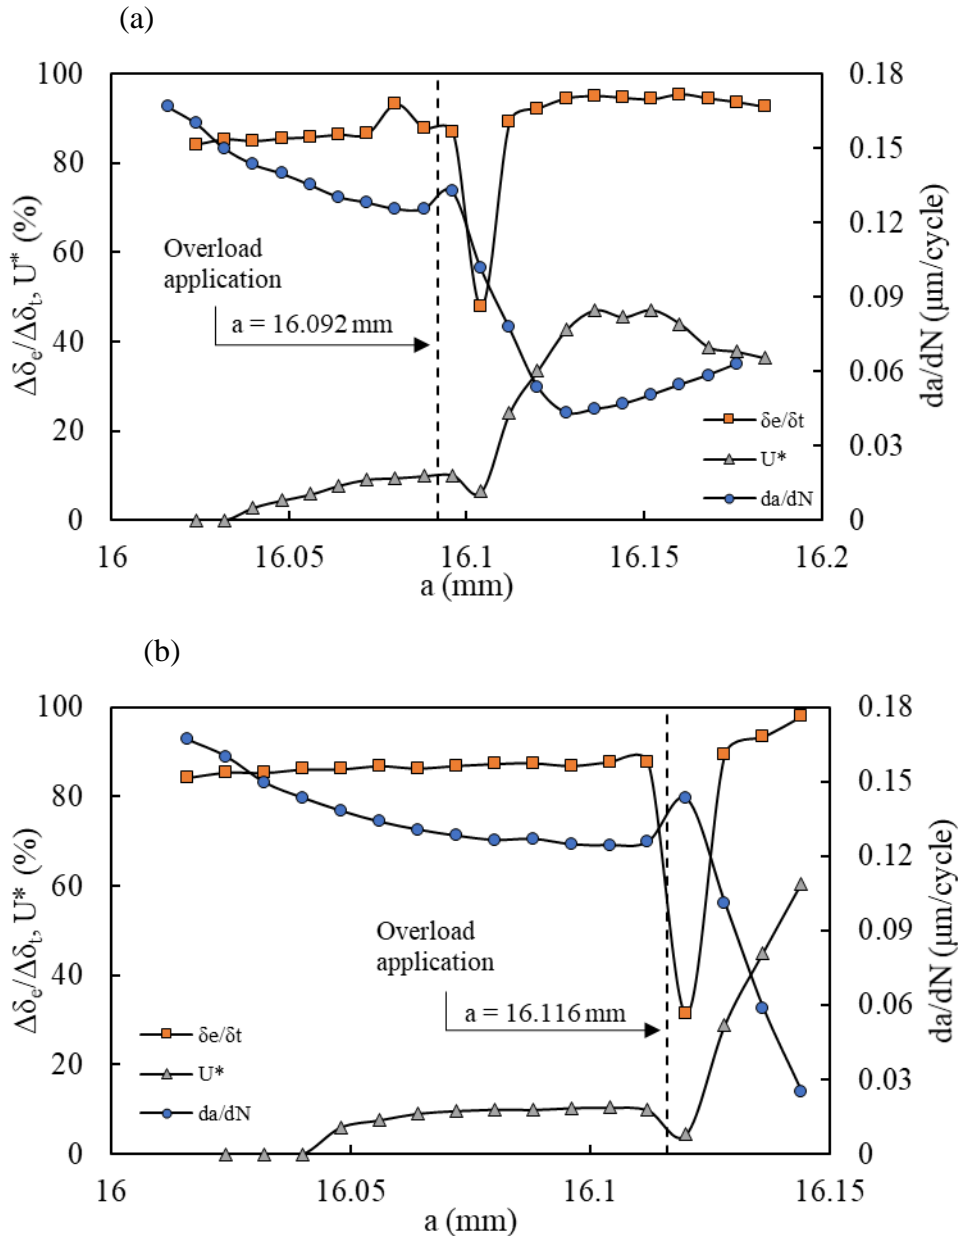 (a)
100
80
60
40
20
0
Δδe/Δδt, U* (%)
0.18
0.15
0.12
0.09
0.06
0.03
0
da/dN (μm/cycle)
Overload
application
a = 16.092 mm
δe/δt
U*
da/dN
16
16.05
16.1
16.15
16.2
a (mm)
(b)
100
80
60
40
20
0
Δδe/Δδt, U* (%)
0.18
0.15
0.12
0.09
0.06
0.03
0
da/dN (μm/cycle)
Overload
application
a = 16.116 mm
δe/δt
U*
da/dN
16
16.05
16.1
16.15
a (mm)